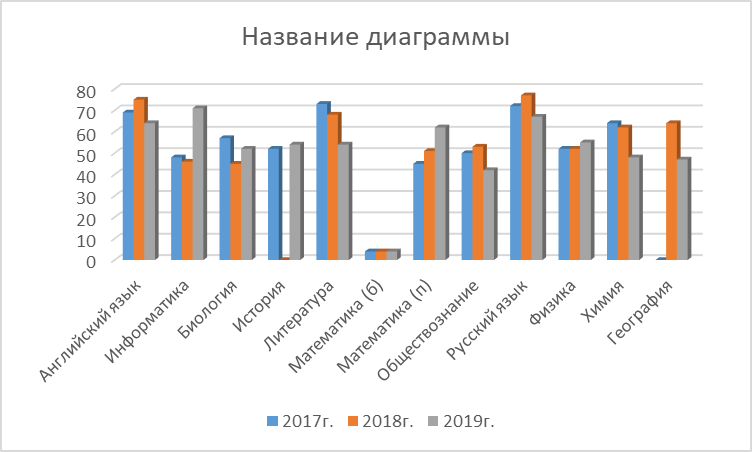 Название диаграммы
80
70
60
50
40
30
20
10
0
Английский язык
Информатика
Биология
История
Литература
Математика (б)
Математика (п)
Обществознание
Русский язык
Физика
Химия
География
2017г. 2018г. 2019г.